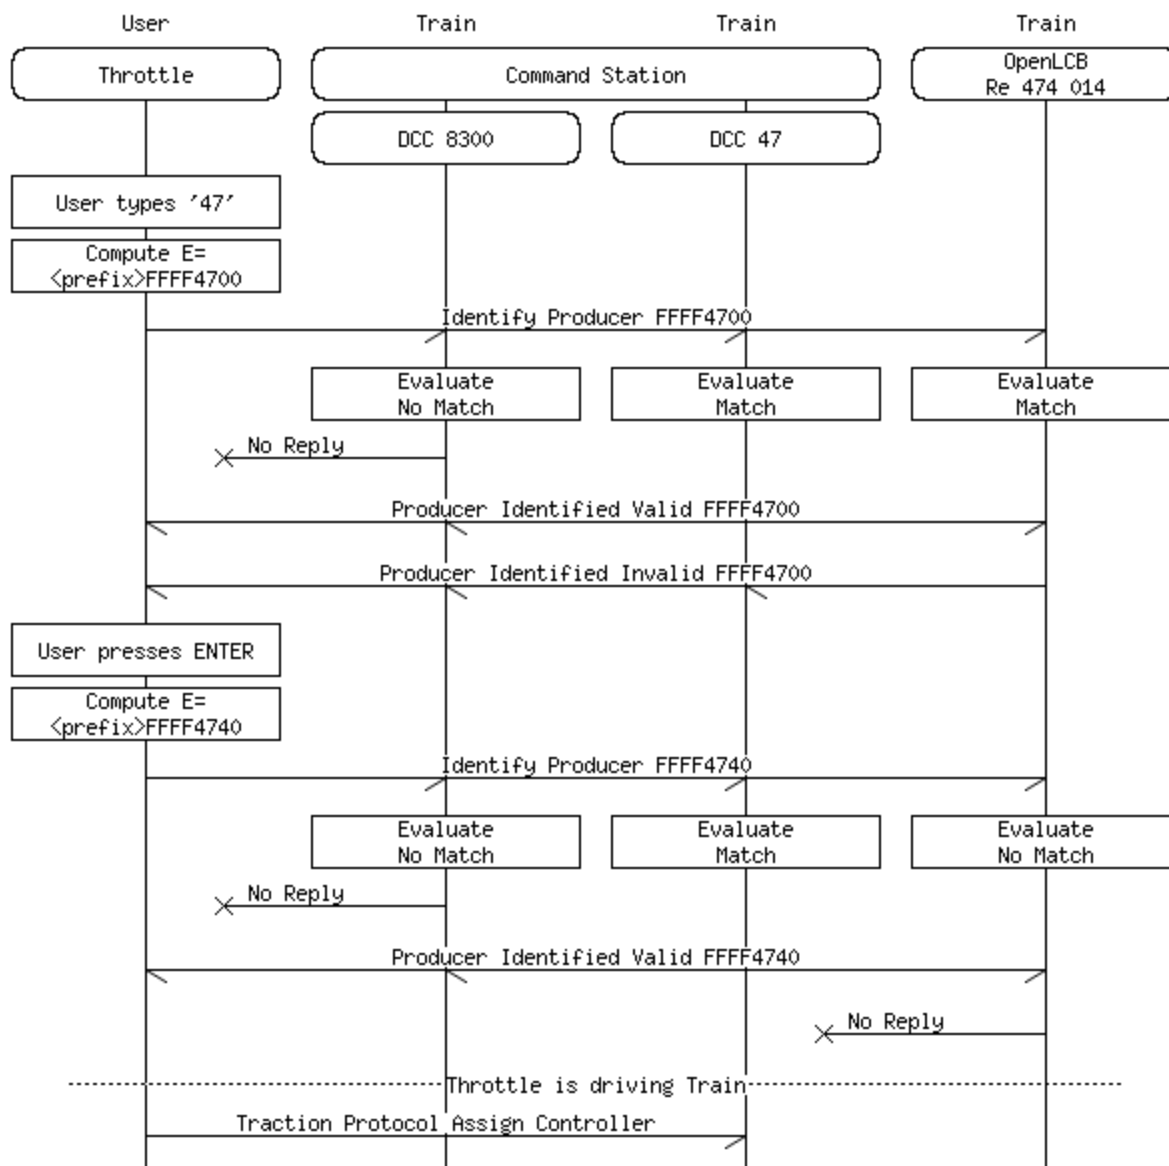 User Train Train Train
Throttle
Command Station
OpenLCB
Re 474 014
DCC 8300
DCC 47
User types '47'
Compute E=
<prefix>FFFF4700
Identify Producer FFFF4700
Evaluate
No Match
Evaluate
Match
Evaluate
Match
No Reply
Producer Identified Valid FFFF4700
Producer Identified Invalid FFFF4700
User presses ENTER
Compute E=
<prefix>FFFF4740
Identify Producer FFFF4740
Evaluate
No Match
Evaluate
Match
Evaluate
No Match
No Reply
Producer Identified Valid FFFF4740
No Reply
Throttle is driving Train
Traction Protocol Assign Controller